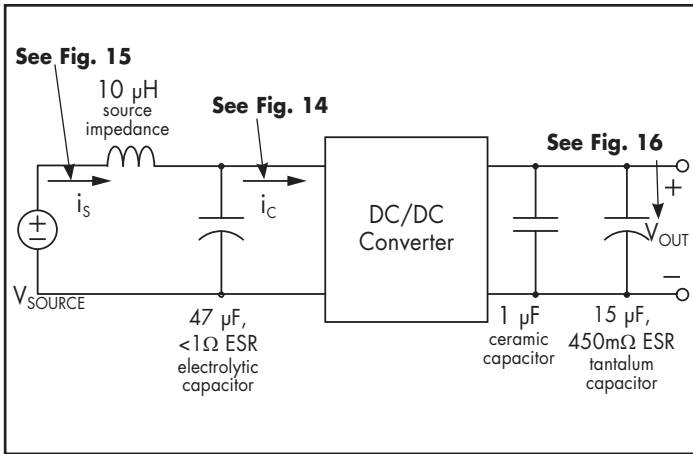 See Fig. 15
10 µH
source
impedance
See Fig. 14
See Fig. 16
iS
iC
DC/DC
Converter
+
VOUT
−
VSOURCE
47 µF,
<1Ω ESR
electrolytic
capacitor
1 µF
ceramic
capacitor
15 µF,
450mΩ ESR
tantalum
capacitor